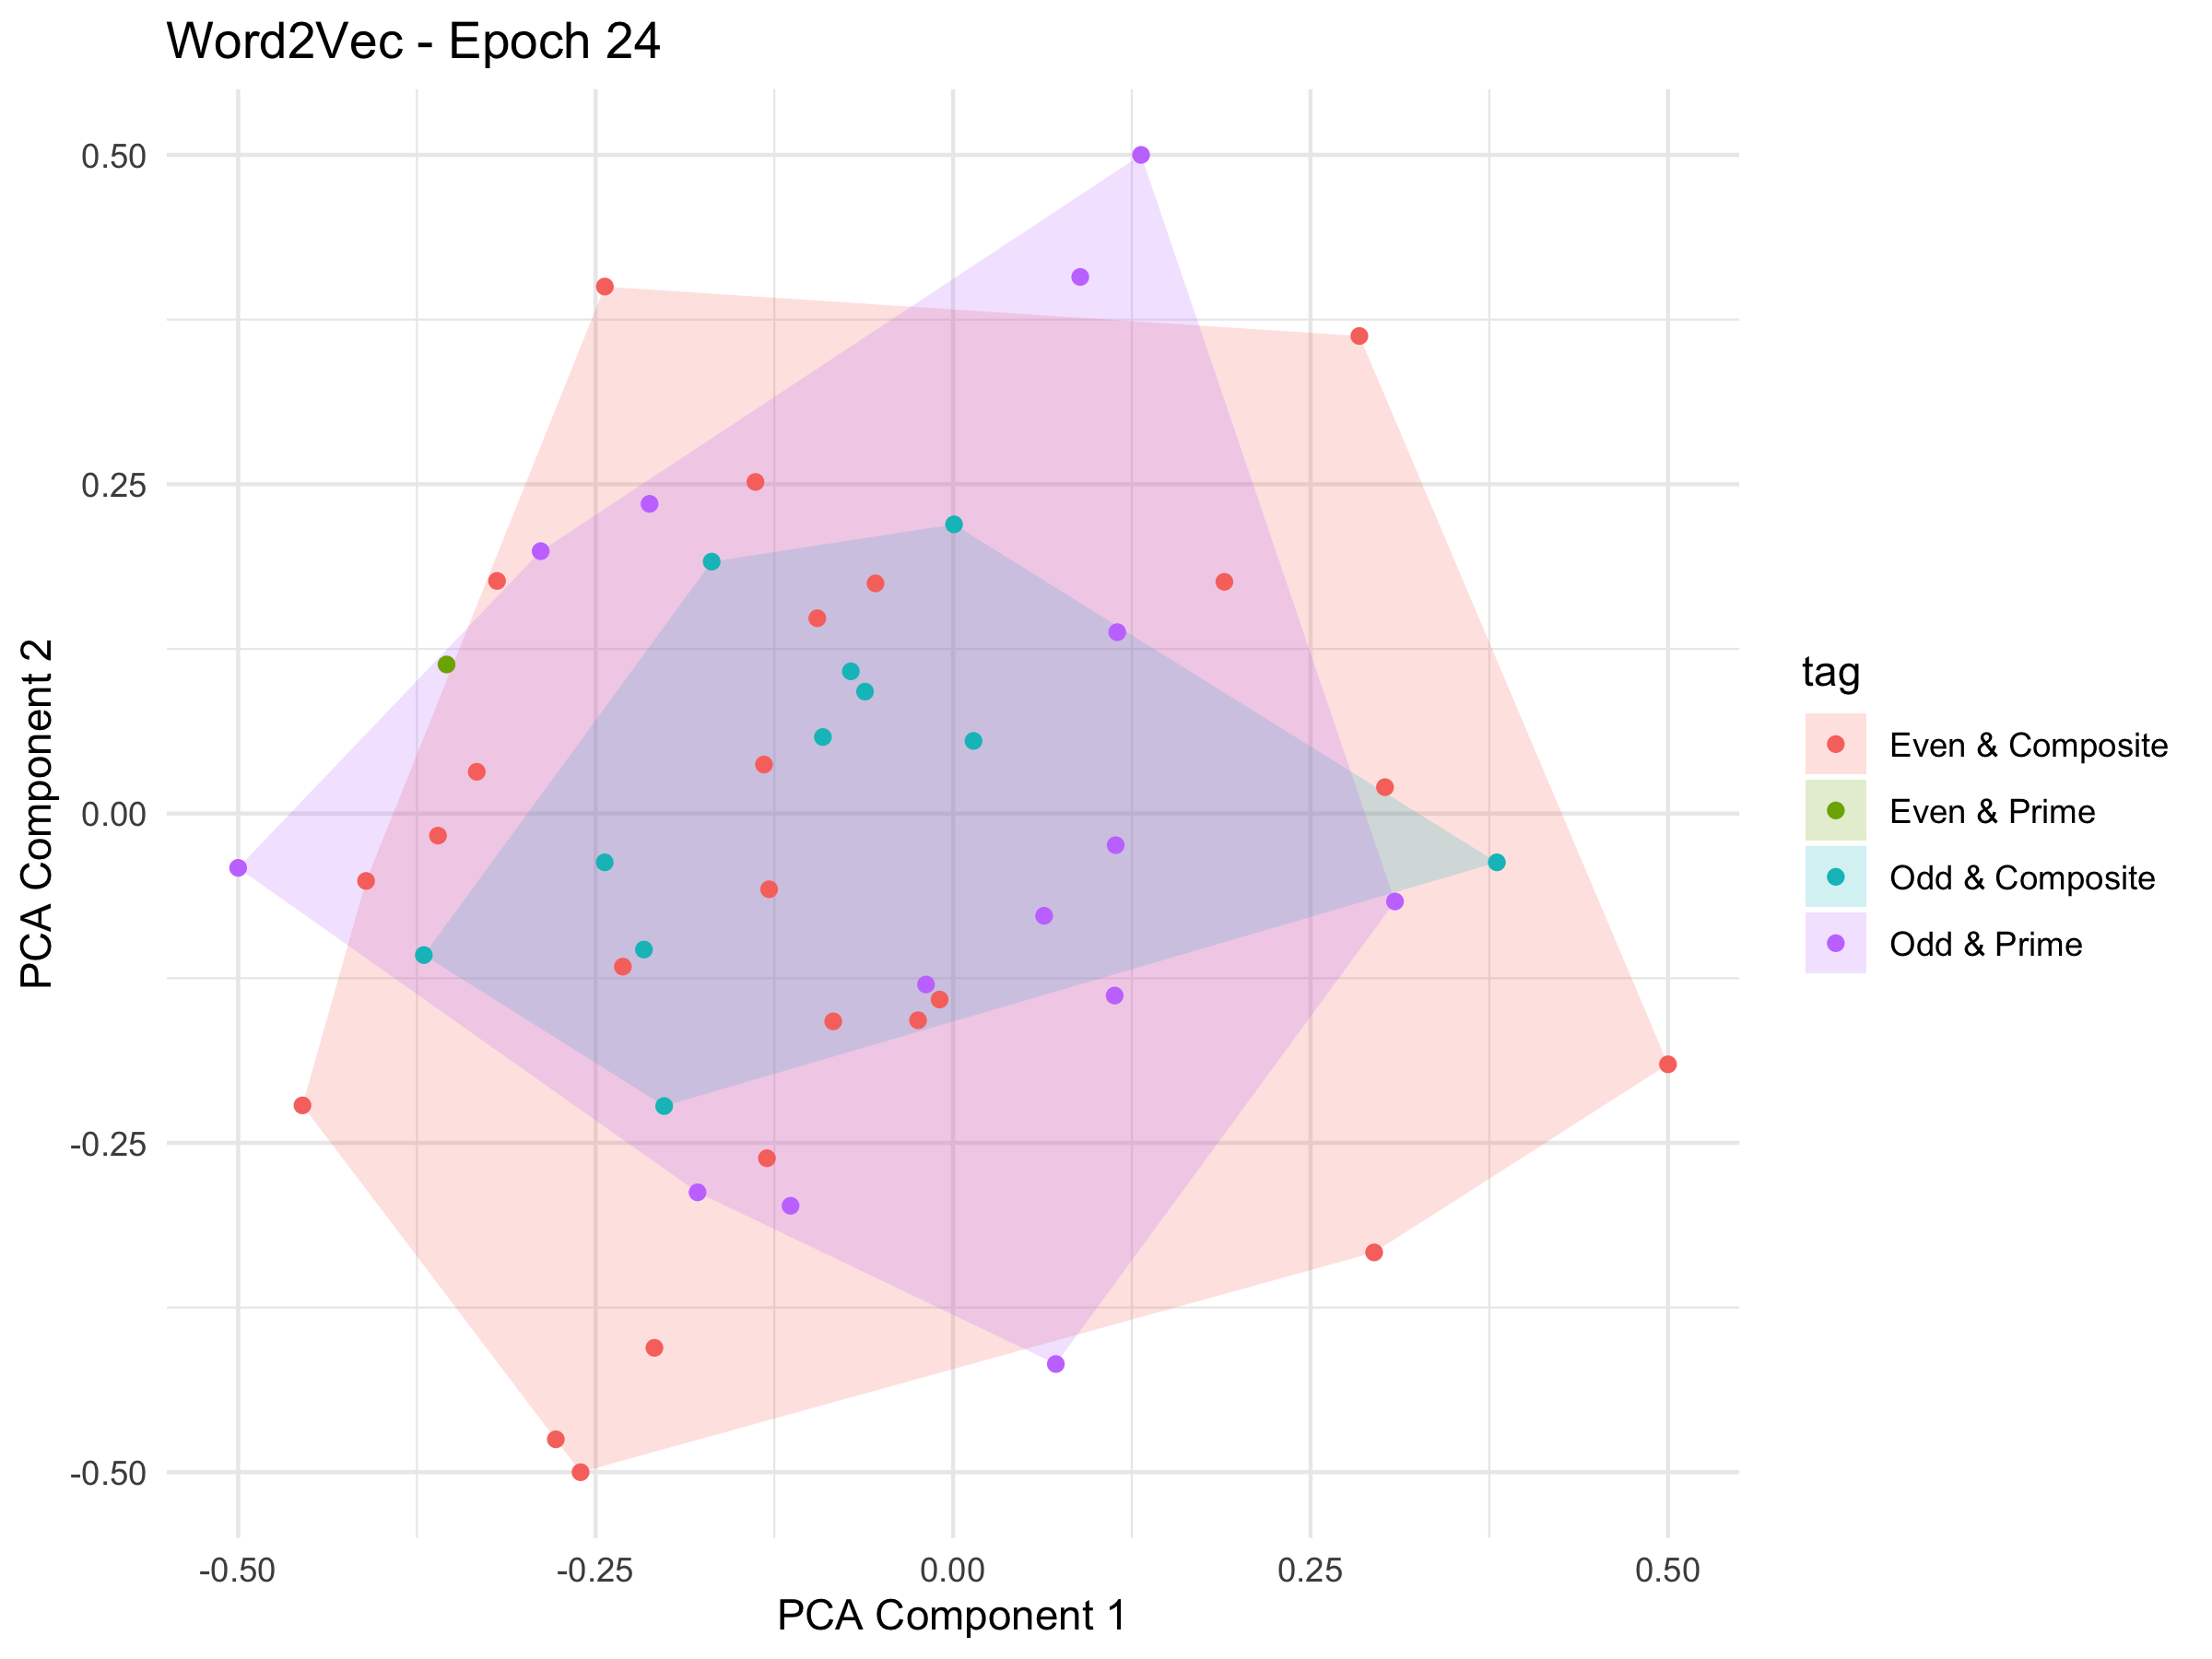 Word2Vec - Epoch 24
PCA Component 2
0.50
0.25
0.00
-0.25
-0.50
-0.50
-0.25
0.00
0.25
0.50
PCA Component 1
tag
Even & Composite
Even & Prime
Odd & Composite
Odd & Prime